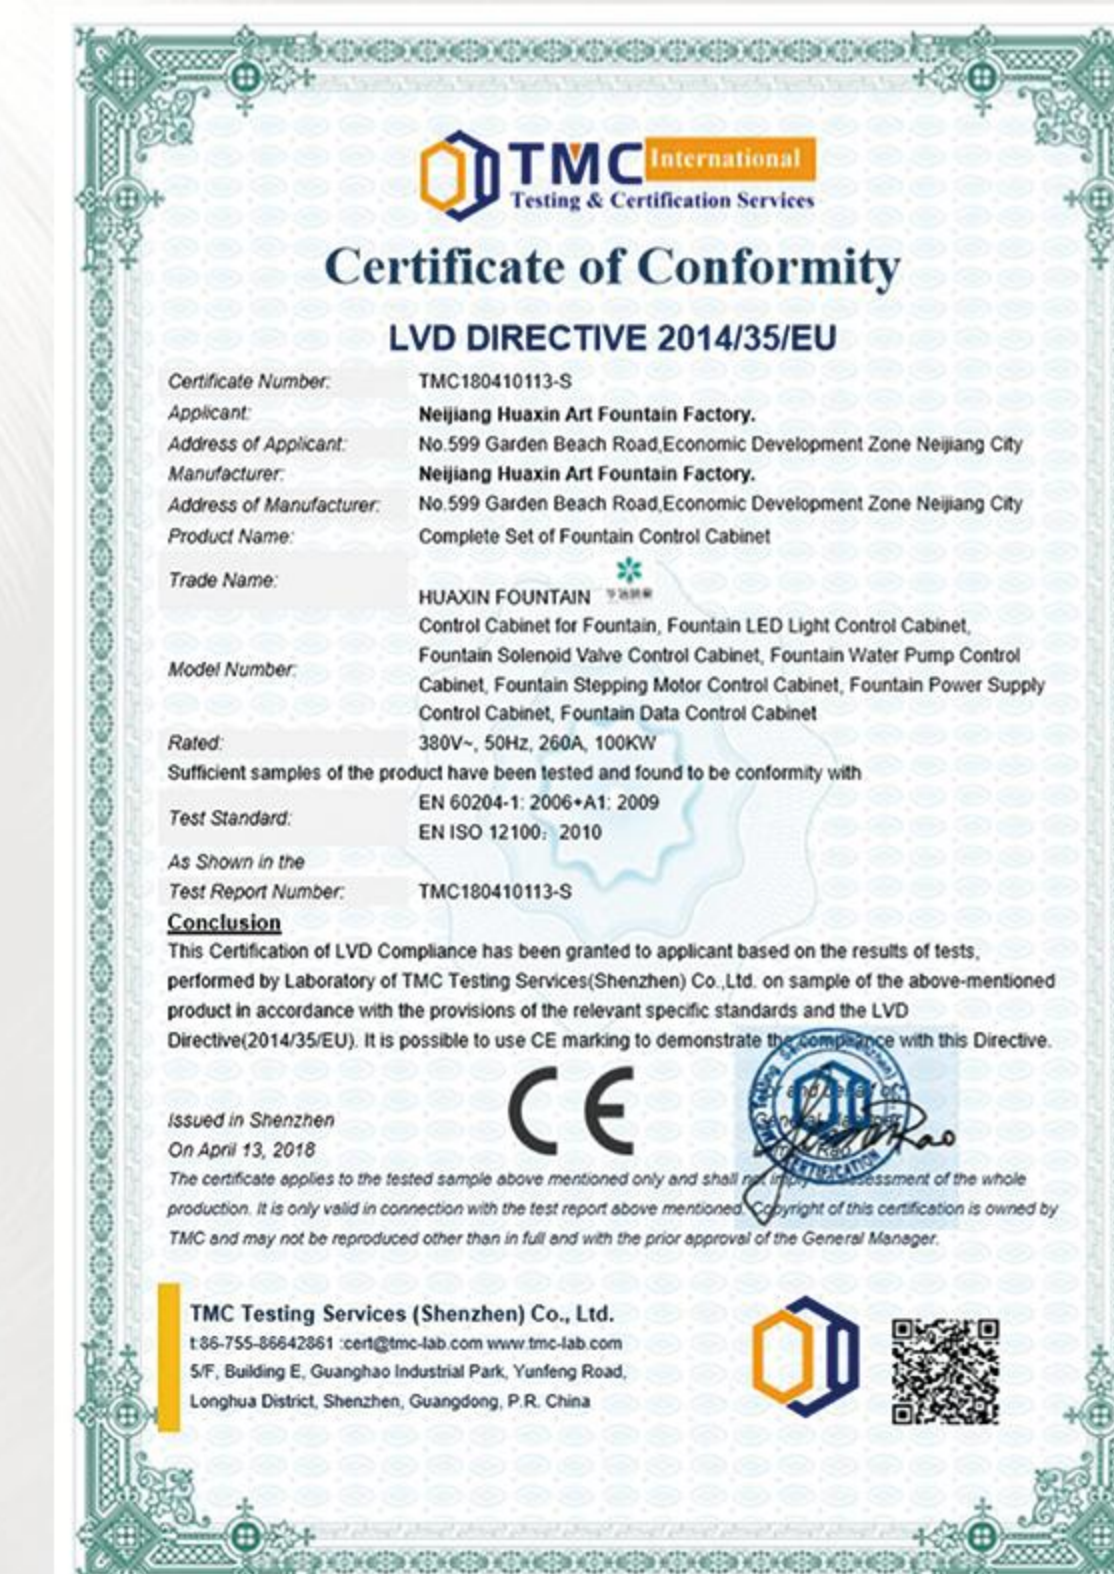 TMC International
Testing & Certification Services
Certificate of Conformity
LVD DIRECTIVE 2014/35/EU
Certificate Number: TMC180410113-S
Applicant: Neijiang Huaxin Art Fountain Factory.
Address of Applicant: No.599 Garden Beach Road,Economic Development Zone Neijiang City
Manufacturer: Neijiang Huaxin Art Fountain Factory.
Address of Manufacturer: No.599 Garden Beach Road,Economic Development Zone Neijiang City
Product Name: Complete Set of Fountain Control Cabinet
Trade Name: HUAXIN FOUNTAIN
Control Cabinet for Fountain, Fountain LED Light Control Cabinet,
Fountain Solenoid Valve Control Cabinet, Fountain Water Pump Control
Model Number: Cabinet, Fountain Stepping Motor Control Cabinet, Fountain Power Supply
Control Cabinet, Fountain Data Control Cabinet
Rated: 380V~, 50Hz, 260A, 100KW
Sufficient samples of the product have been tested and found to be conformity with
Test Standard: EN 60204-1: 2006+A1: 2009
EN ISO 12100: 2010
As Shown in the
Test Report Number: TMC180410113-S
Conclusion
This Certification of LVD Compliance has been granted to applicant based on the results of tests,
performed by Laboratory of TMC Testing Services(Shenzhen) Co.,Ltd. on sample of the above-mentioned
product in accordance with the provisions of the relevant specific standards and the LVD
Directive(2014/35/EU). It is possible to use CE marking to demonstrate the compliance with this Directive.
CE
Issued in Shenzhen
On April 13, 2018
CERTIFICATION
The certificate applies to the tested sample above mentioned only and shall not imply assessment of the whole
production. It is only valid in connection with the test report above mentioned. Copyright of this certification is owned by
TMC and may not be reproduced other than in full and with the prior approval of the General Manager.
TMC Testing Services (Shenzhen) Co., Ltd.
t:86-755-86642861 :cert@tmc-lab.com www.tmc-lab.com
5/F, Building E, Guanghao Industrial Park, Yunfeng Road,
Longhua District, Shenzhen, Guangdong, P.R. China